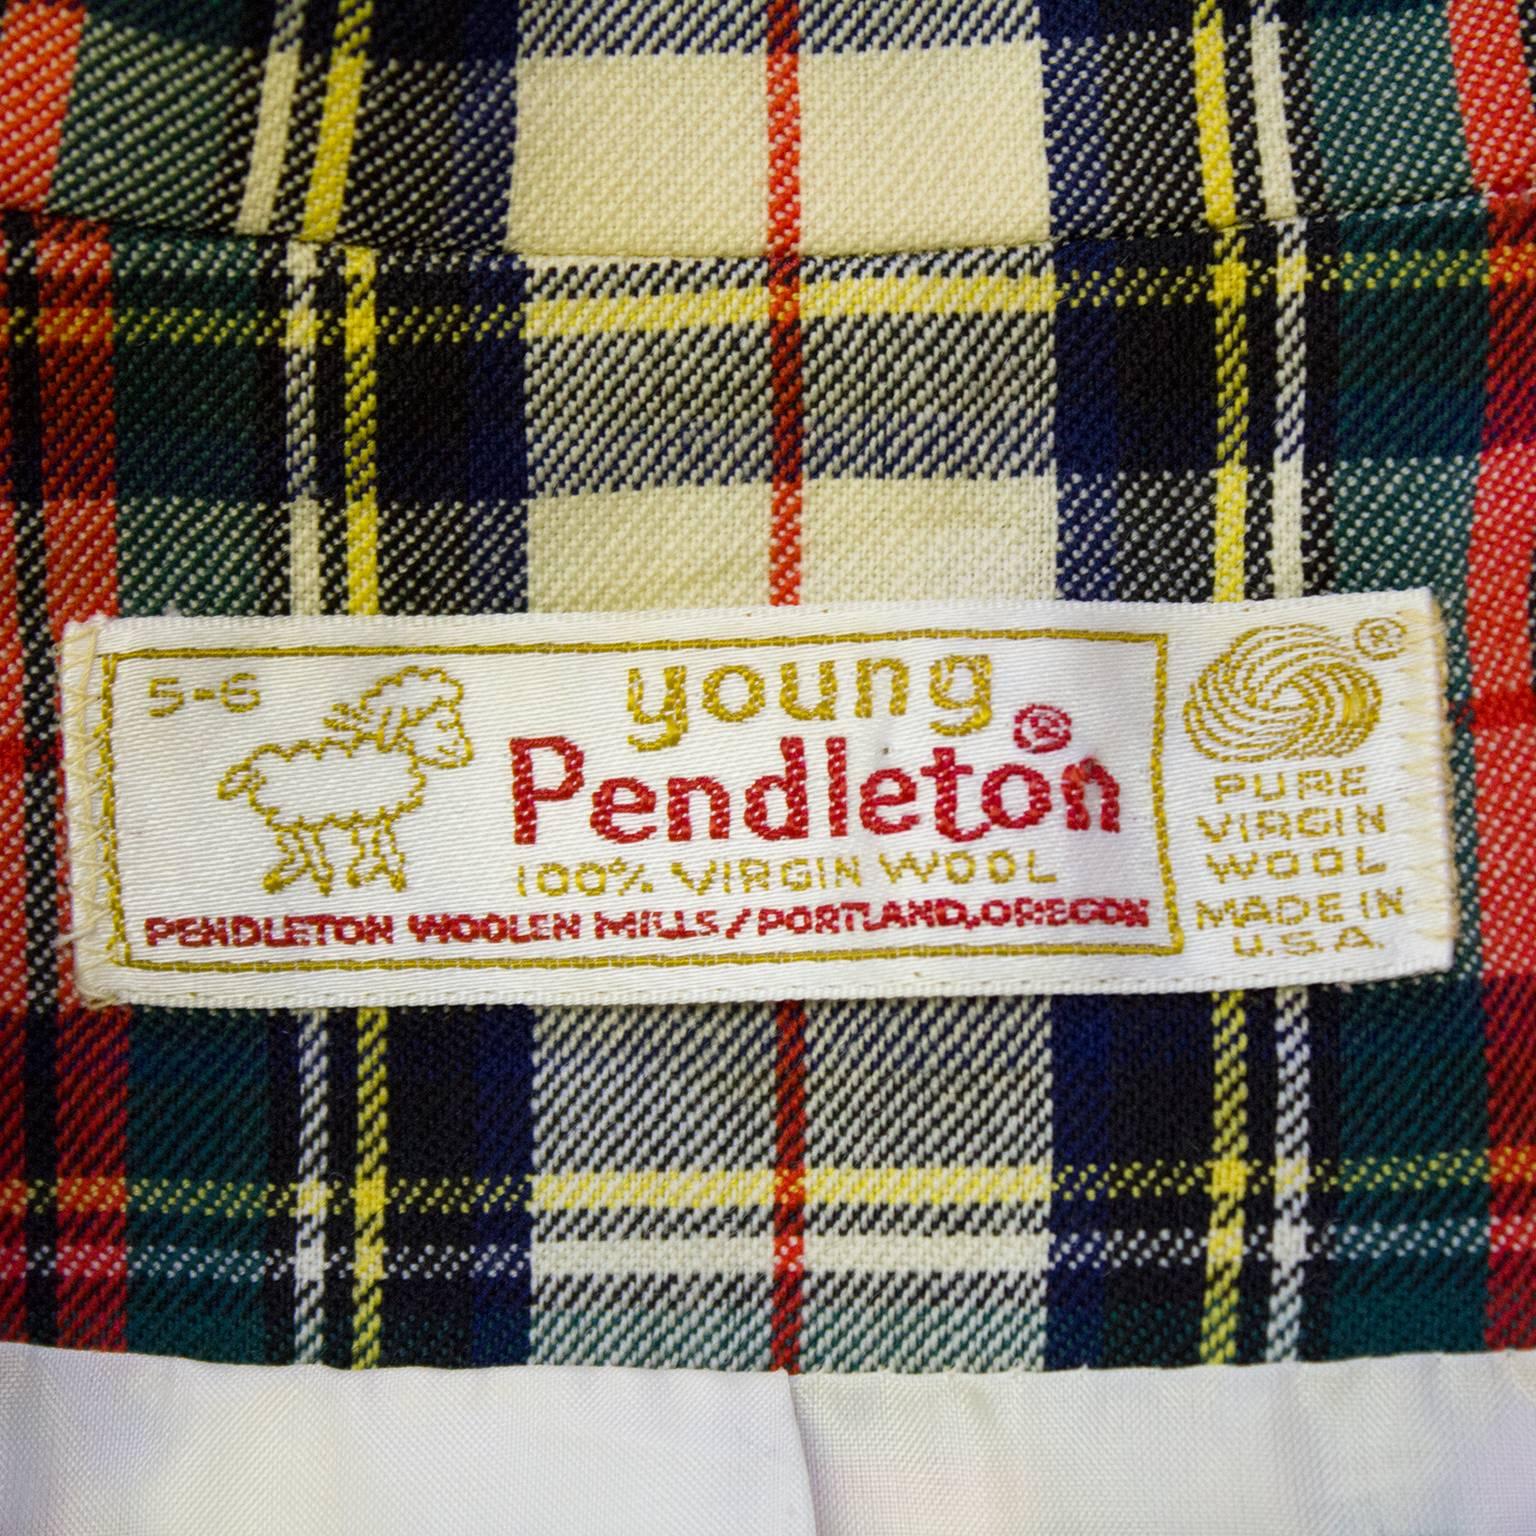 5-6
young
Pendleton®
100% VIRGIN WOOL
PENDLETON WOOLEN MILLS/PORTLAND, OREGON
®
PURE
VIRGIN
WOOL
MADE IN
U.S.A.